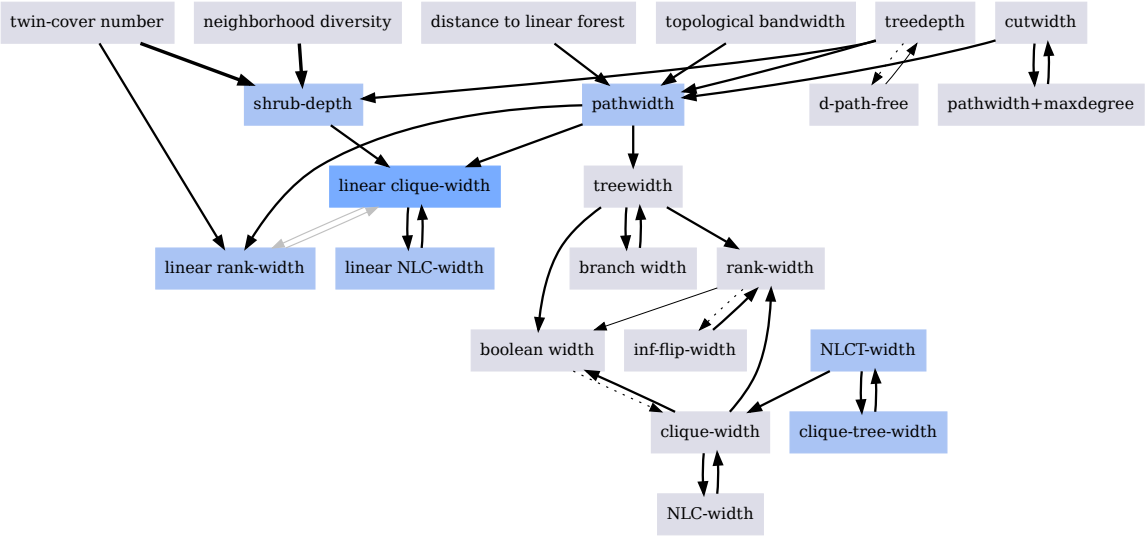 twin-cover number
neighborhood diversity
distance to linear forest
topological bandwidth
treedepth
cutwidth
shrub-depth
pathwidth
d-path-free
pathwidth+maxdegree
linear clique-width
treewidth
linear rank-width
linear NLC-width
branch width
rank-width
boolean width
inf-flip-width
NLCT-width
clique-width
clique-tree-width
NLC-width